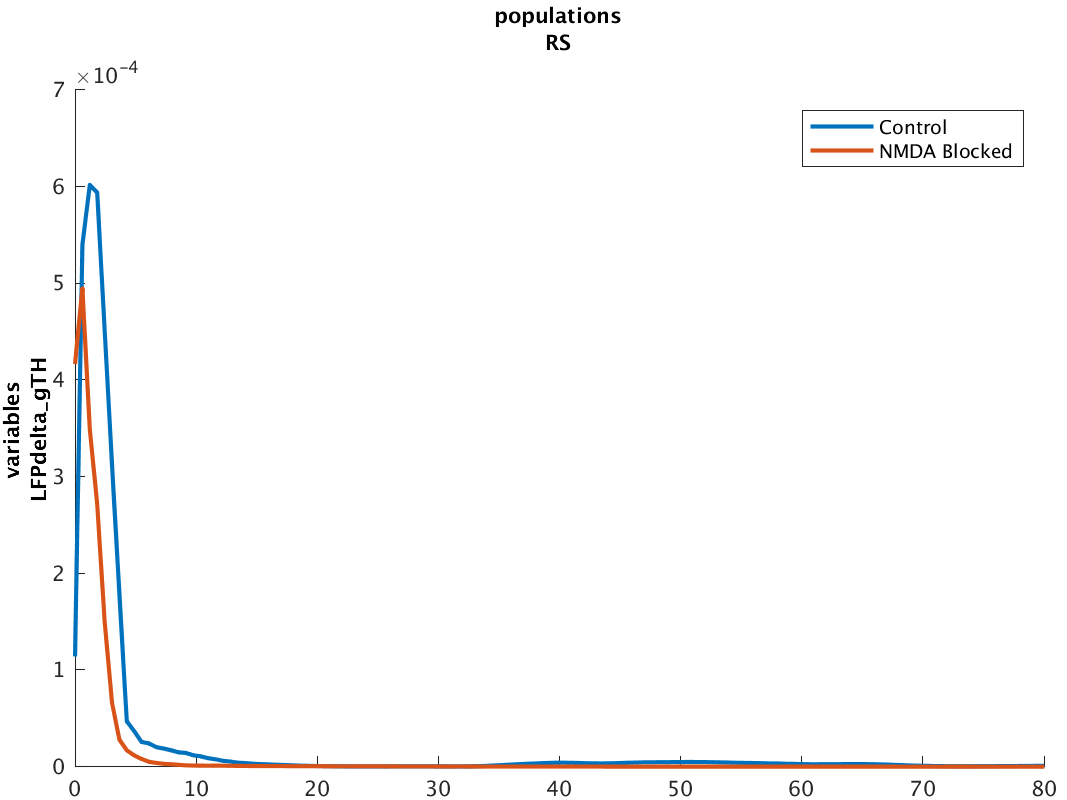 populations
RS
×10⁻⁴
7
6
5
4
3
2
1
0
variables
LFPdelta_gTH
Control
NMDA Blocked
0 10 20 30 40 50 60 70 80